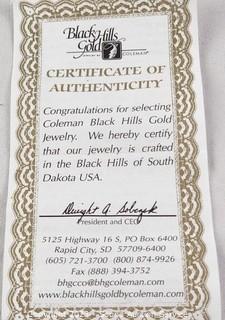 Black Hills
Gold
JEWELRY BY COLEMAN
CERTIFICATE OF
AUTHENTICITY
Congratulations for selecting
Coleman Black Hills Gold
Jewelry. We hereby certify
that our jewelry is crafted
in the Black Hills of South
Dakota USA.
Dwight A. Sobczak
President and CEO
5125 Highway 16 S, PO Box 6400
Rapid City, SD 57709-6400
(605) 721-3700 (800) 874-9926
Fax (888) 394-3752
bhgcco@bhgcoleman.com
www.blackhillsgoldbycoleman.com